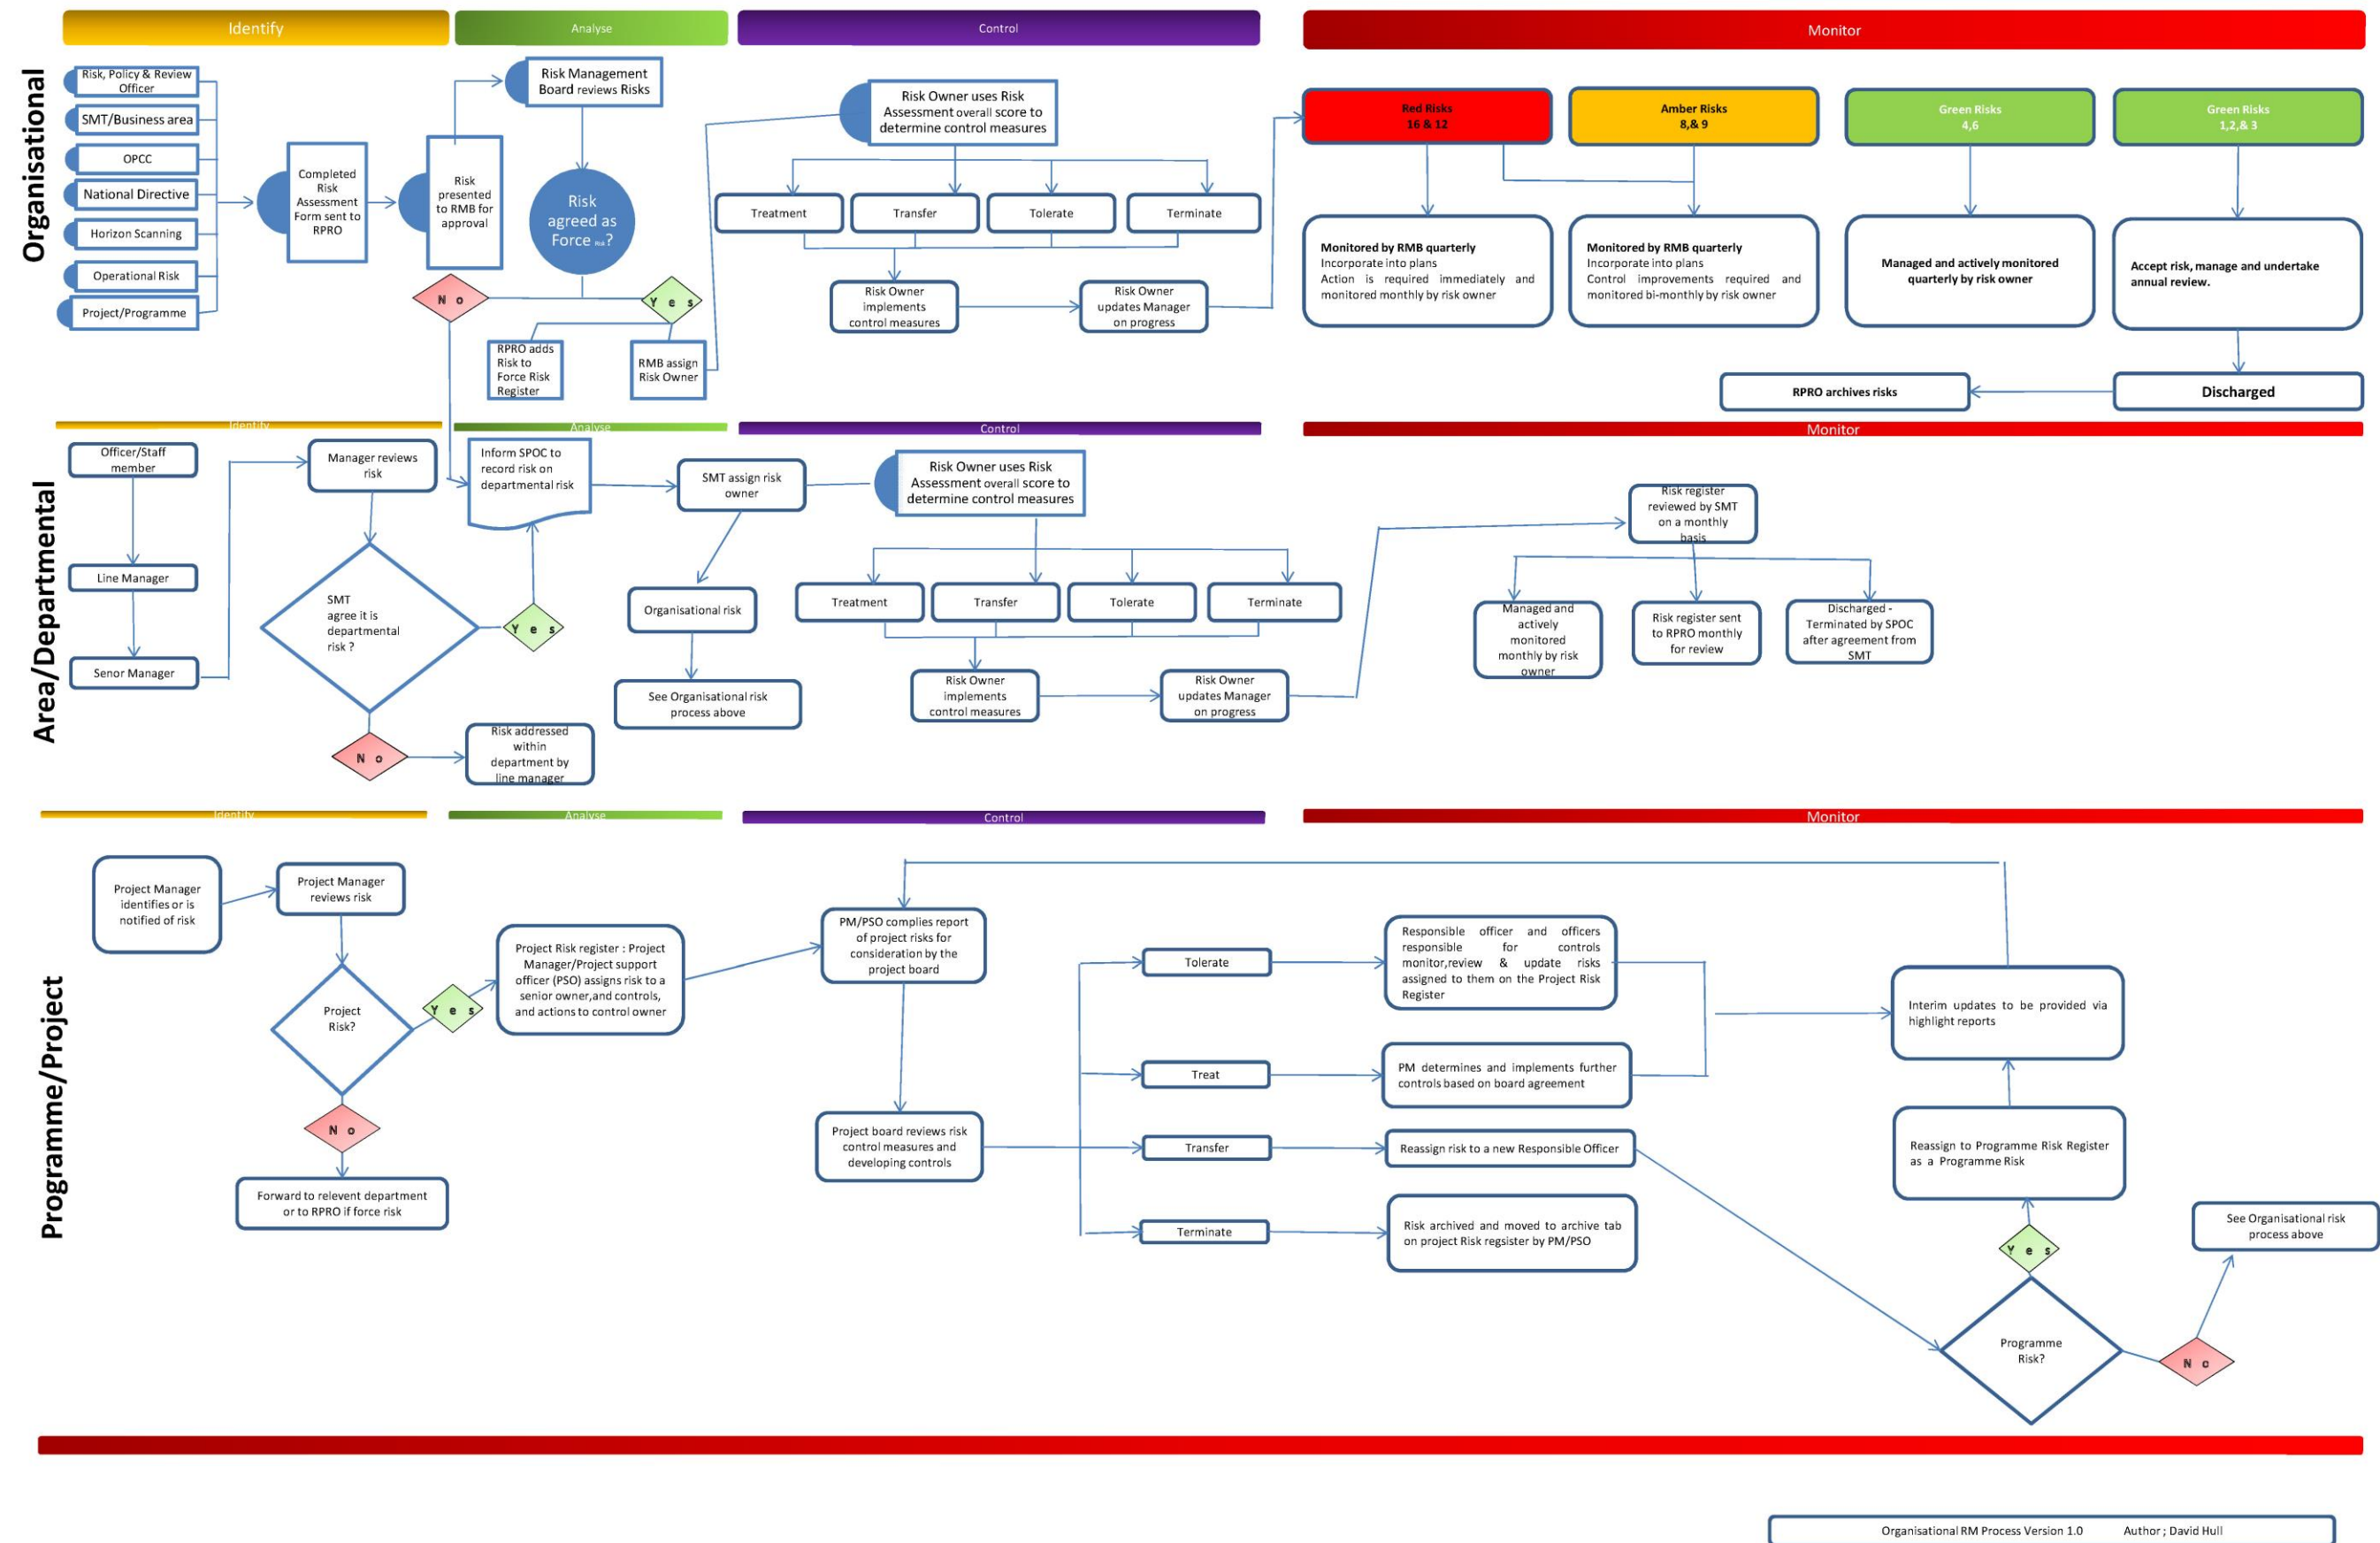 Identify
Analyse
Control
Monitor
Organisational
Risk, Policy & Review
Officer
SMT/Business area
OPCC
National Directive
Horizon Scanning
Operational Risk
Project/Programme
Completed
Risk
Assessment
Form sent to
RPRO
Risk
presented
to RMB for
approval
Risk Management
Board reviews Risks
Risk
agreed as
Force Risk?
No
Yes
RPRO adds
Risk to
Force Risk
Register
RMB assign
Risk Owner
Risk Owner uses Risk
Assessment overall score to
determine control measures
Treatment
Transfer
Tolerate
Terminate
Risk Owner
implements
control measures
Risk Owner
updates Manager
on progress
Red Risks
16 & 12
Amber Risks
8,& 9
Green Risks
4,6
Green Risks
1,2,& 3
Monitored by RMB quarterly
Incorporate into plans
Action is required immediately and
monitored monthly by risk owner
Monitored by RMB quarterly
Incorporate into plans
Control improvements required and
monitored bi-monthly by risk owner
Managed and actively monitored
quarterly by risk owner
Accept risk, manage and undertake
annual review.
RPRO archives risks
Discharged
Identify
Analyse
Control
Monitor
Area/Departmental
Officer/Staff
member
Line Manager
Senor Manager
Manager reviews
risk
SMT
agree it is
departmental
risk ?
Yes
No
Risk addressed
within
department by
line manager
Inform SPOC to
record risk on
departmental risk
SMT assign risk
owner
Organisational risk
See Organisational risk
process above
Risk Owner uses Risk
Assessment overall score to
determine control measures
Treatment
Transfer
Tolerate
Terminate
Risk Owner
implements
control measures
Risk Owner
updates Manager
on progress
Risk register
reviewed by SMT
on a monthly
basis
Managed and
actively
monitored
monthly by risk
owner
Risk register sent
to RPRO monthly
for review
Discharged -
Terminated by SPOC
after agreement from
SMT
Identify
Analyse
Control
Monitor
Programme/Project
Project Manager
identifies or is
notified of risk
Project Manager
reviews risk
Project
Risk?
Yes
No
Forward to relevent department
or to RPRO if force risk
Project Risk register : Project
Manager/Project support
officer (PSO) assigns risk to a
senior owner,and controls,
and actions to control owner
PM/PSO complies report
of project risks for
consideration by the
project board
Project board reviews risk
control measures and
developing controls
Tolerate
Treat
Transfer
Terminate
Responsible officer and officers
responsible for controls
monitor,review & update risks
assigned to them on the Project Risk
Register
PM determines and implements further
controls based on board agreement
Reassign risk to a new Responsible Officer
Risk archived and moved to archive tab
on project Risk regsister by PM/PSO
Interim updates to be provided via
highlight reports
Reassign to Programme Risk Register
as a Programme Risk
Yes
Programme
Risk?
No
See Organisational risk
process above
Organisational RM Process Version 1.0 Author ; David Hull